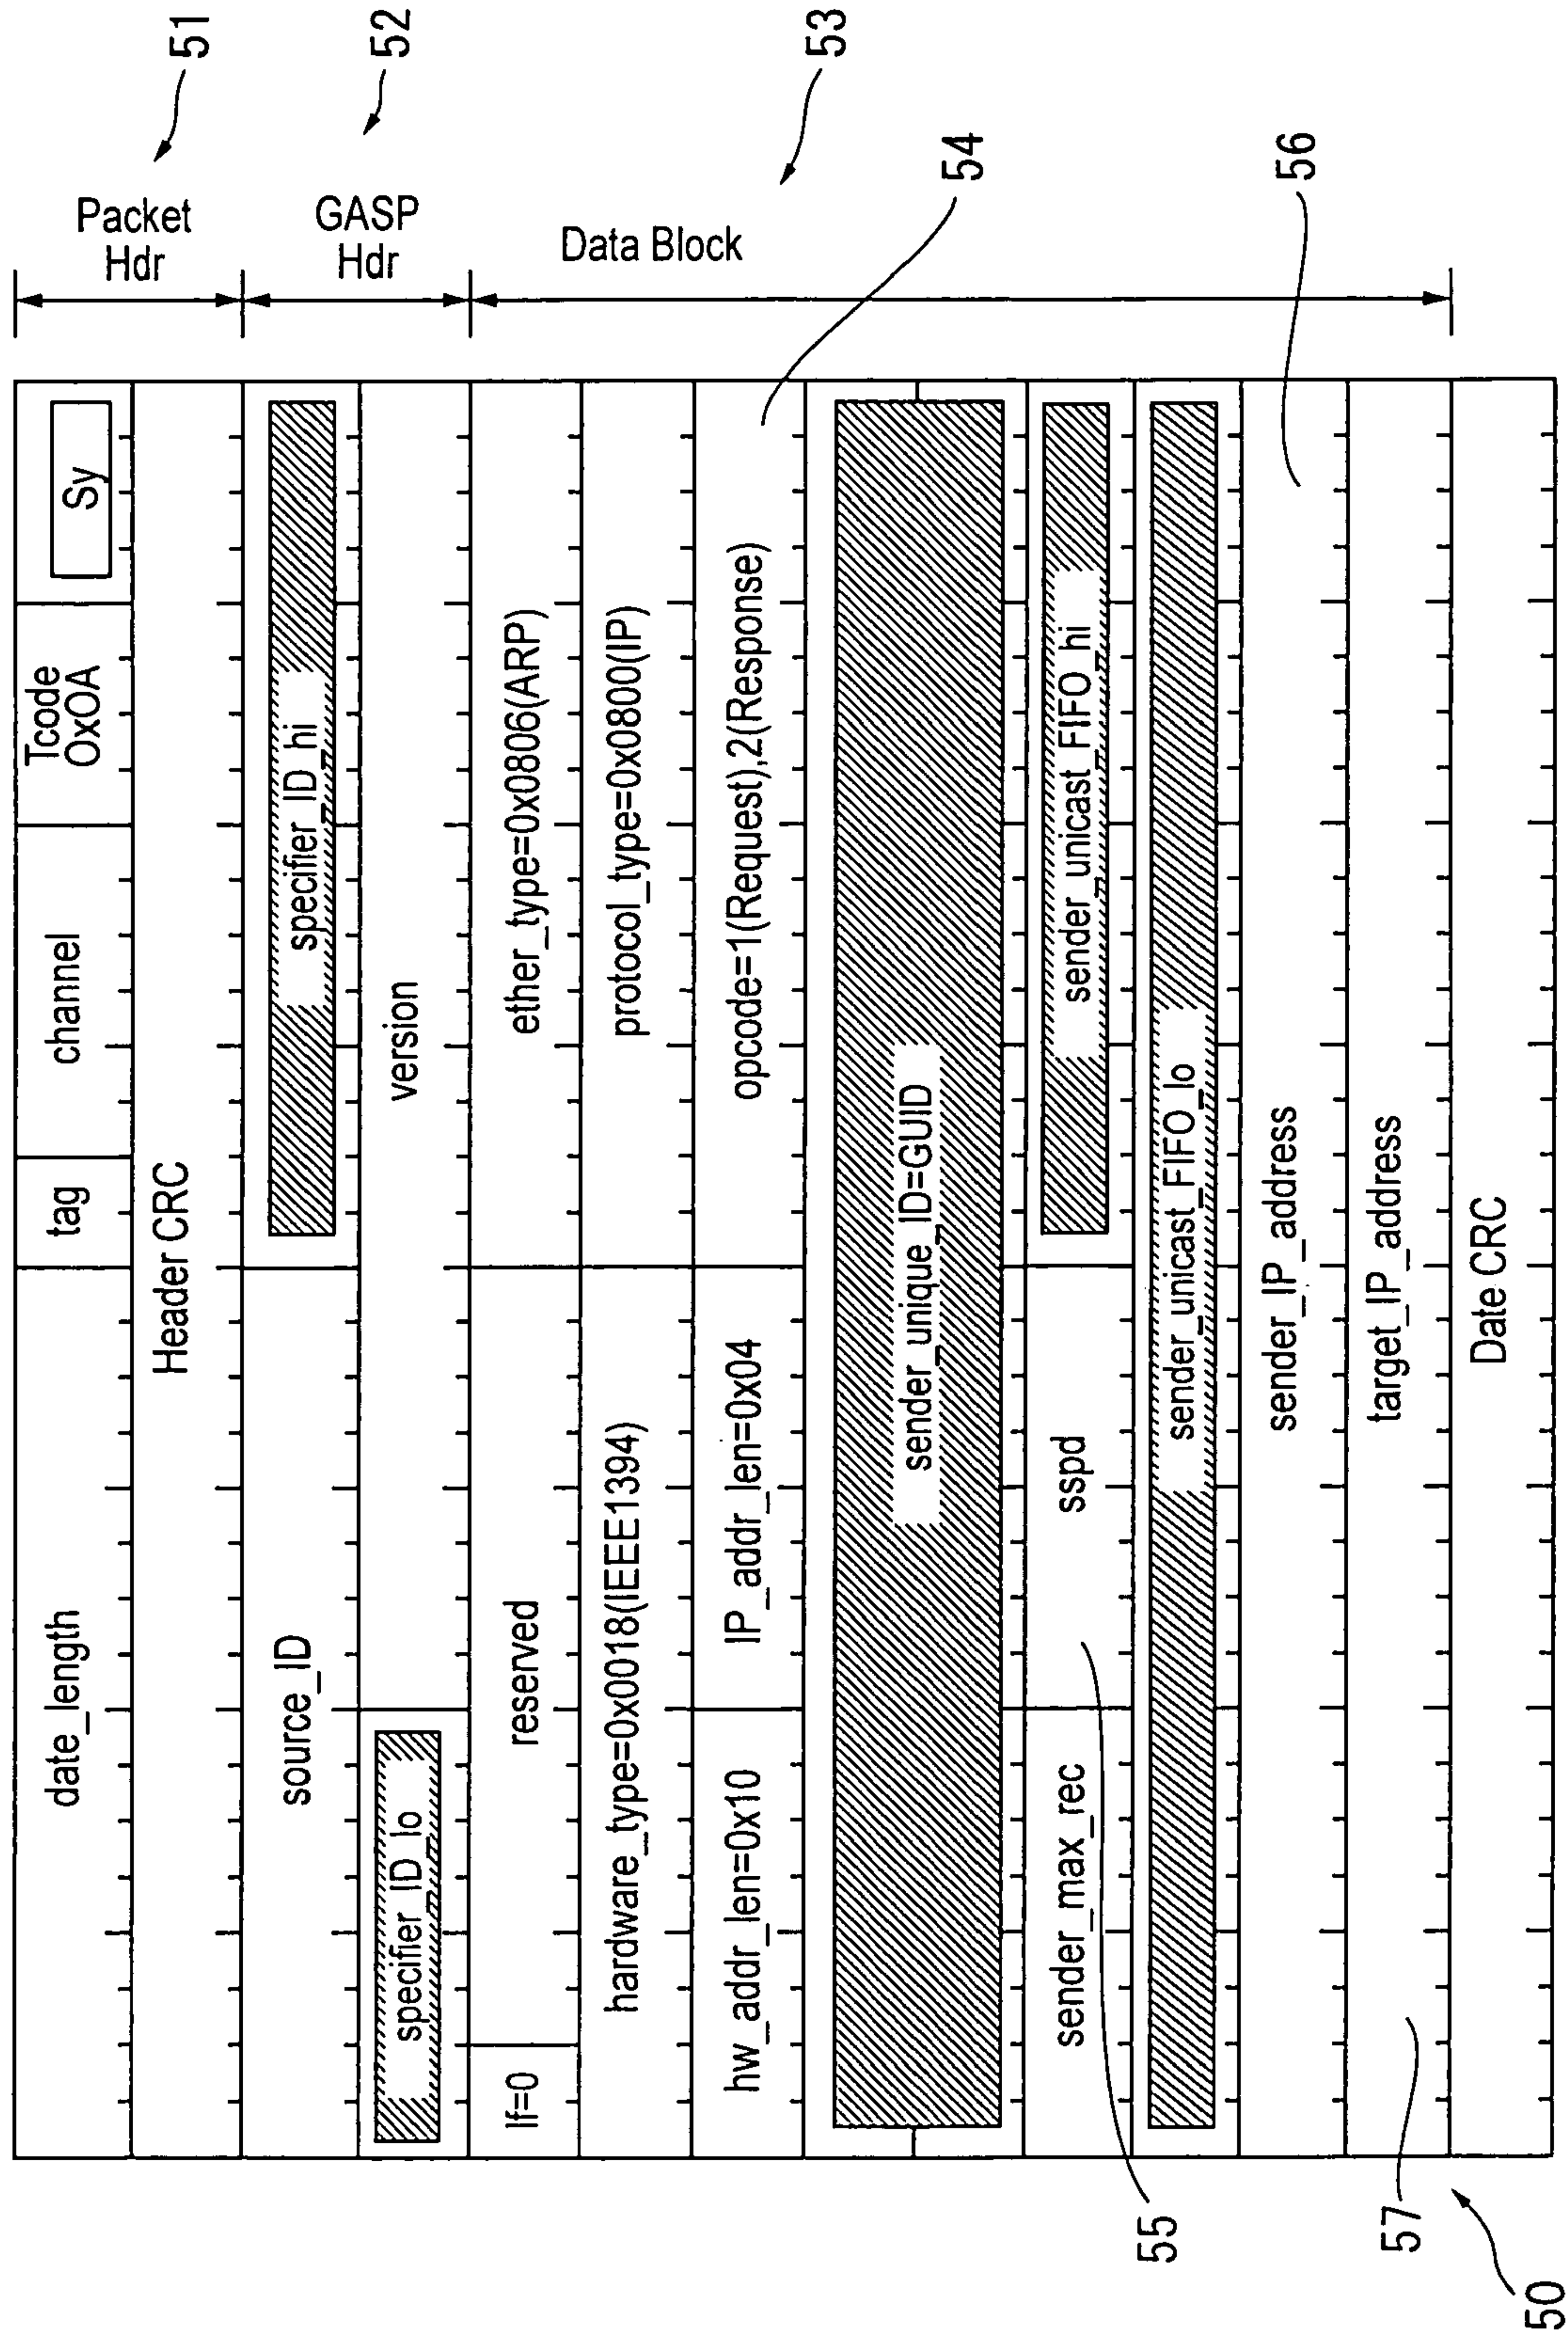 date_length
tag
channel
Tcode
OxOA
Sy
Packet
Hdr
51
Header CRC
source_ID
specifier_ID_hi
GASP
Hdr
52
specifier_ID_lo
version
lf=0
reserved
ether_type=0x0806(ARP)
Data Block
53
hardware_type=0x0018(IEEE1394)
protocol_type=0x0800(IP)
hw_addr_len=0x10
IP_addr_len=0x04
opcode=1(Request),2(Response)
54
sender_unique_ID=GUID
sender_max_rec
sspd
sender_unicast_FIFO_hi
55
sender_unicast_FIFO_lo
sender_IP_address
56
target_IP_address
57
Date CRC
50